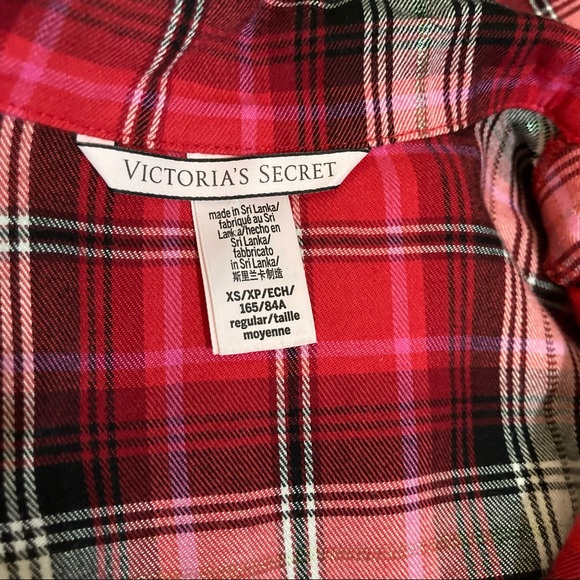 VICTORIA'S SECRET
made in Sri Lanka/
fabriqué au Sri
Lanka/hecho en
Sri Lanka/
fabbricato
in Sri Lanka/
斯里兰卡制造
XS/XP/ECH/
165/84A
regular/taille
moyenne